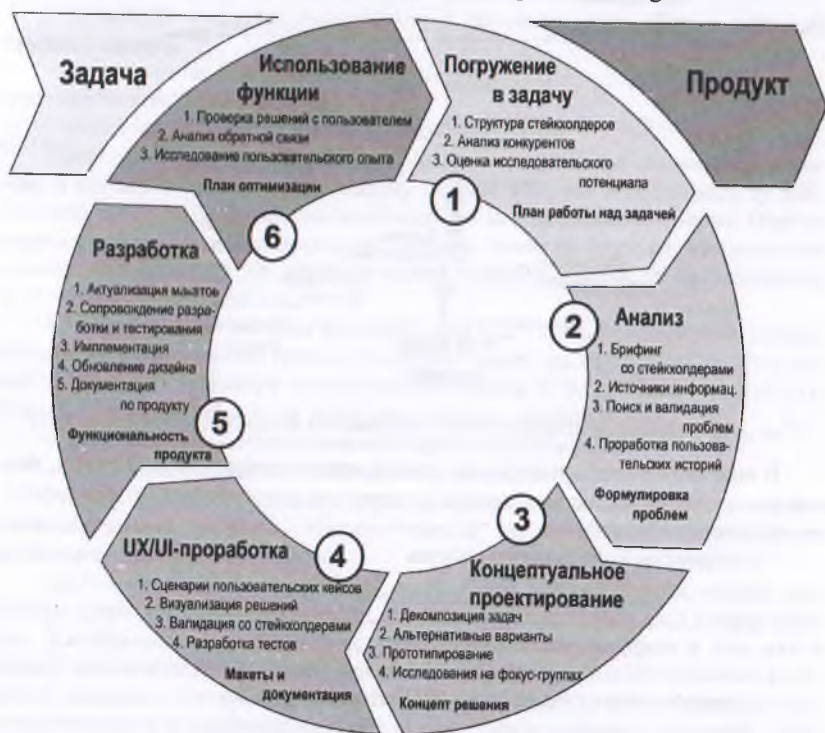 Задача
Продукт
Погружение
в задачу
1. Структура стейкхолдеров
2. Анализ конкурентов
3. Оценка исследовательского
потенциала
План работы над задачей
1
2
Анализ
1. Брифинг
со стейкхолдерами
2. Источники информац.
3. Поиск и валидация
проблем
4. Проработка пользова-
тельских историй
Формулировка
проблем
3
Концептуальное
проектирование
1. Декомпозиция задач
2. Альтернативные варианты
3. Прототипирование
4. Исследования на фокус-группах
Концепт решения
4
UX/UI-проработка
1. Сценарии пользовательских кейсов
2. Визуализация решений
3. Валидация со стейкхолдерами
4. Разработка тестов
Макеты и
документация
Разработка
1. Актуализация макатов
2. Сопровождение разра-
ботки и тестирования
3. Имплементация
4. Обновление дизайна
5. Документация
по продукту
5
Функциональность
продукта
Использование
функции
1. Проверка решений с пользователем
2. Анализ обратной связи
3. Исследование пользовательского опыта
План оптимизации
6